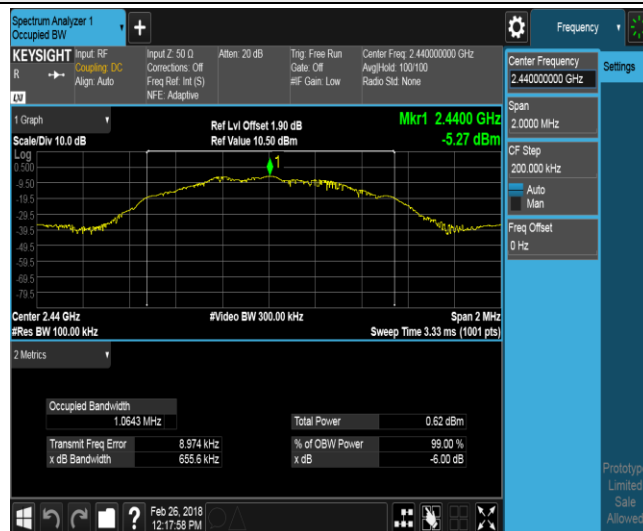 Spectrum Analyzer 1
Occupied BW
Frequency
KEYSIGHT
R
LXI
Input: RF
Coupling: DC
Align: Auto
Input Z: 50 Ω
Corrections: Off
Freq Ref: Int (S)
NFE: Adaptive
Atten: 20 dB
Trig: Free Run
Gate: Off
#IF Gain: Low
Center Freq: 2.440000000 GHz
Avg|Hold: 100/100
Radio Std: None
Center Frequency
2.440000000 GHz
Settings
Span
2.0000 MHz
CF Step
200.000 kHz
Auto
Man
Freq Offset
0 Hz
1 Graph
Scale/Div 10.0 dB
Ref Lvl Offset 1.90 dB
Ref Value 10.50 dBm
Mkr1 2.4400 GHz
-5.27 dBm
Log
0.500
-9.50
-19.5
-29.5
-39.5
-49.5
-59.5
-69.5
-79.5
1
Center 2.44 GHz
#Video BW 300.00 kHz
Span 2 MHz
#Res BW 100.00 kHz
Sweep Time 3.33 ms (1001 pts)
2 Metrics
Occupied Bandwidth
1.0643 MHz
Total Power 0.62 dBm
Transmit Freq Error 8.974 kHz
% of OBW Power 99.00 %
x dB Bandwidth 655.6 kHz
x dB -6.00 dB
Prototype
Limited
Sale
Allowed
?
Feb 26, 2018
12:17:58 PM